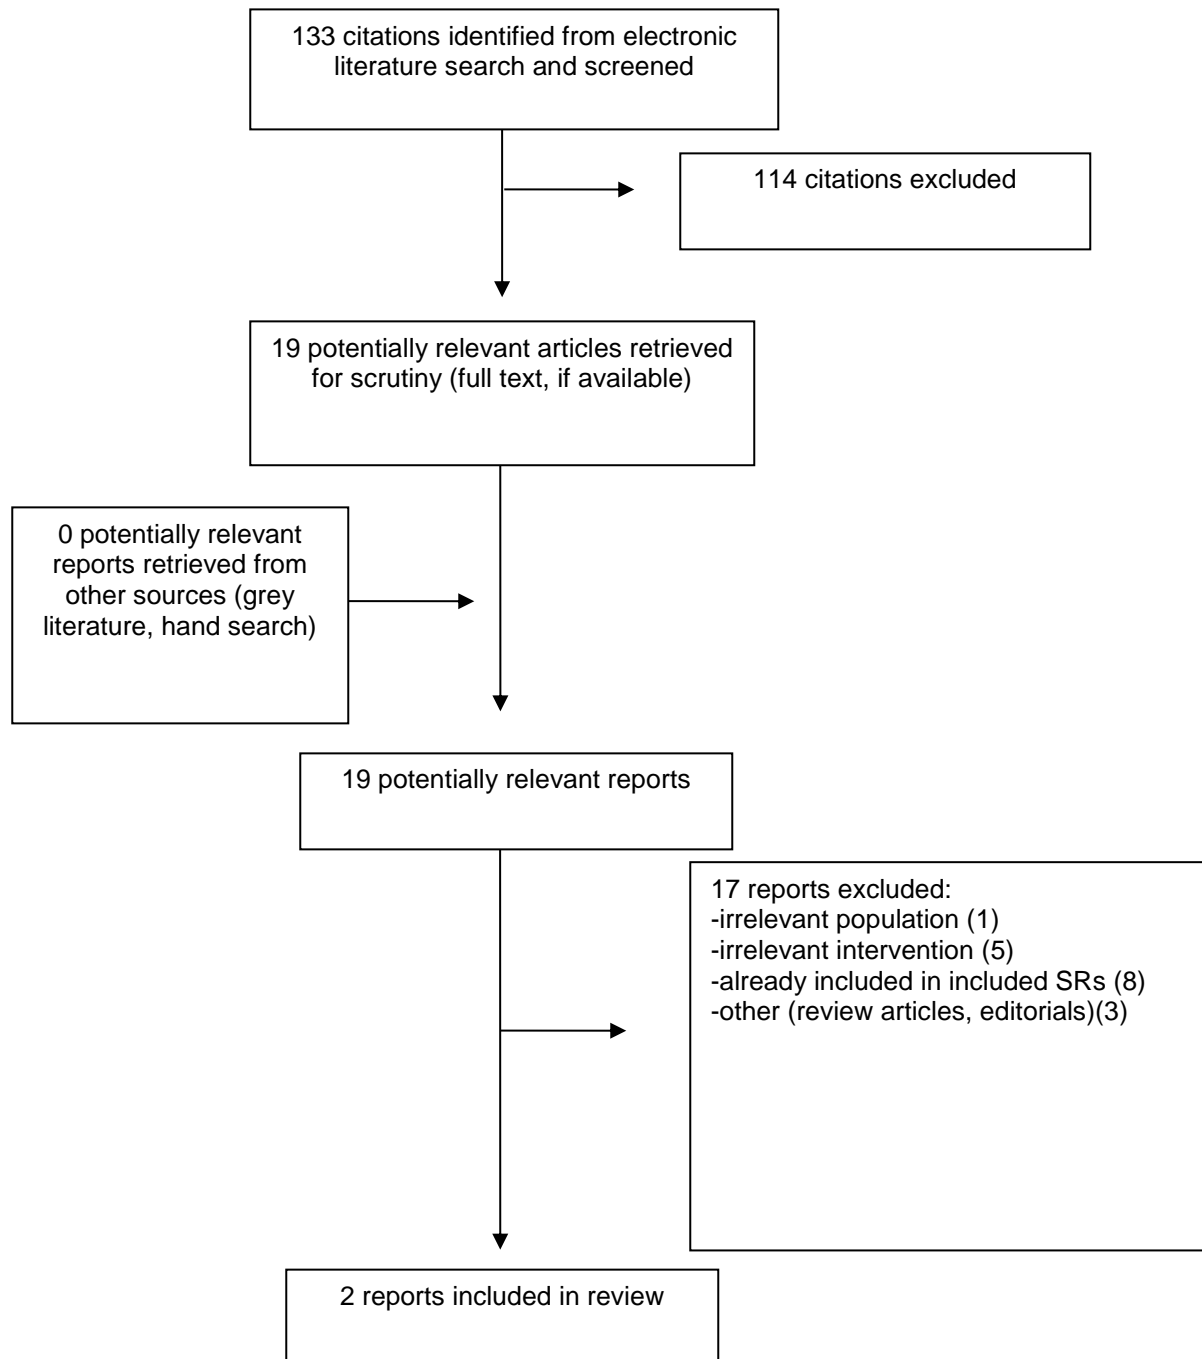 133 citations identified from electronic
literature search and screened
114 citations excluded
19 potentially relevant articles retrieved
for scrutiny (full text, if available)
0 potentially relevant
reports retrieved from
other sources (grey
literature, hand search)
19 potentially relevant reports
17 reports excluded:
-irrelevant population (1)
-irrelevant intervention (5)
-already included in included SRs (8)
-other (review articles, editorials)(3)
2 reports included in review